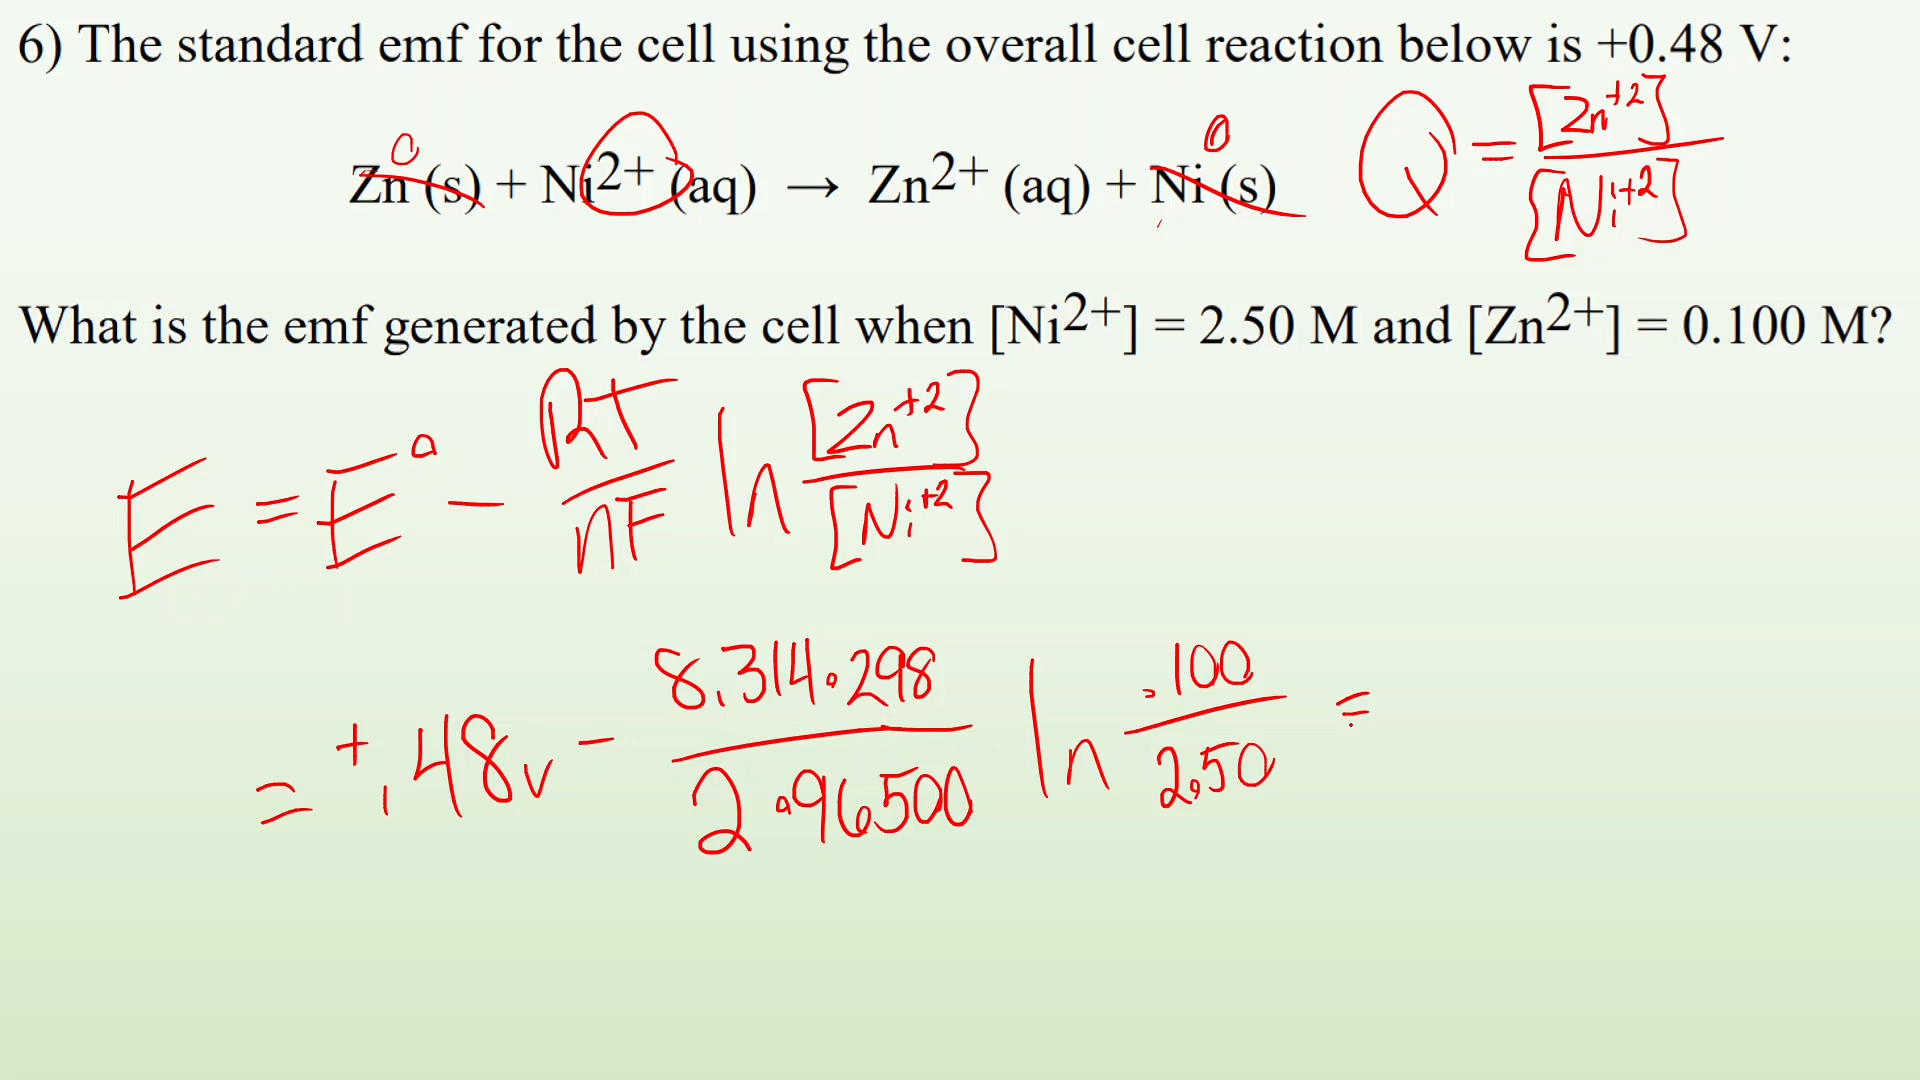 6) The standard emf for the cell using the overall cell reaction below is +0.48 V:
Zn (s) + Ni2+ (aq) → Zn2+ (aq) + Ni (s)
0
0
Q = [Zn+2] / [Ni+2]
What is the emf generated by the cell when [Ni2+] = 2.50 M and [Zn2+] = 0.100 M?
E = E° - RT / nF ln [Zn+2] / [Ni+2]
= +.48v - 8.314·298 / 2·96500 ln .100 / 2.50 =